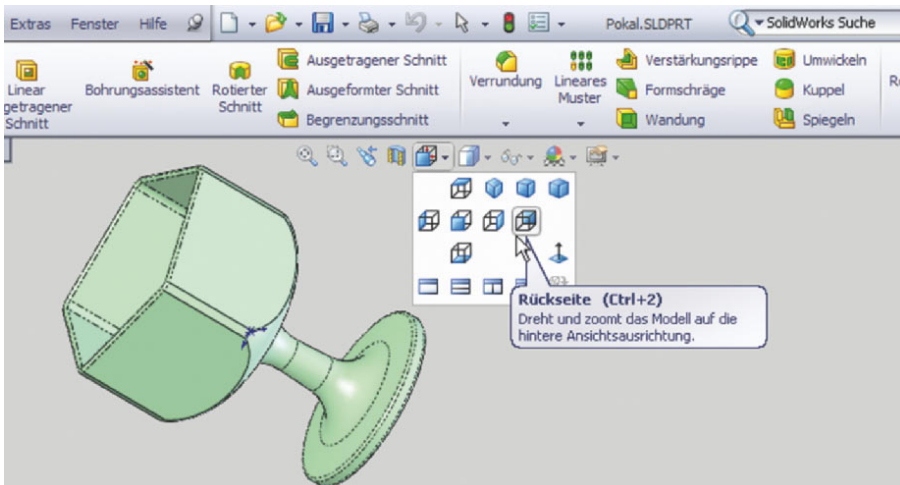 Extras Fenster Hilfe Pokal.SLDPRT SolidWorks Suche
Linear
getragener
Schnitt
Bohrungsassistent
Rotierter
Schnitt
Ausgetragener Schnitt
Ausgeformter Schnitt
Begrenzungsschnitt
Verrundung
Lineares
Muster
Verstärkungsrippe
Formschräge
Wandung
Umwickeln
Kuppel
Spiegeln
Rückseite (Ctrl+2)
Dreht und zoomt das Modell auf die
hintere Ansichtsausrichtung.